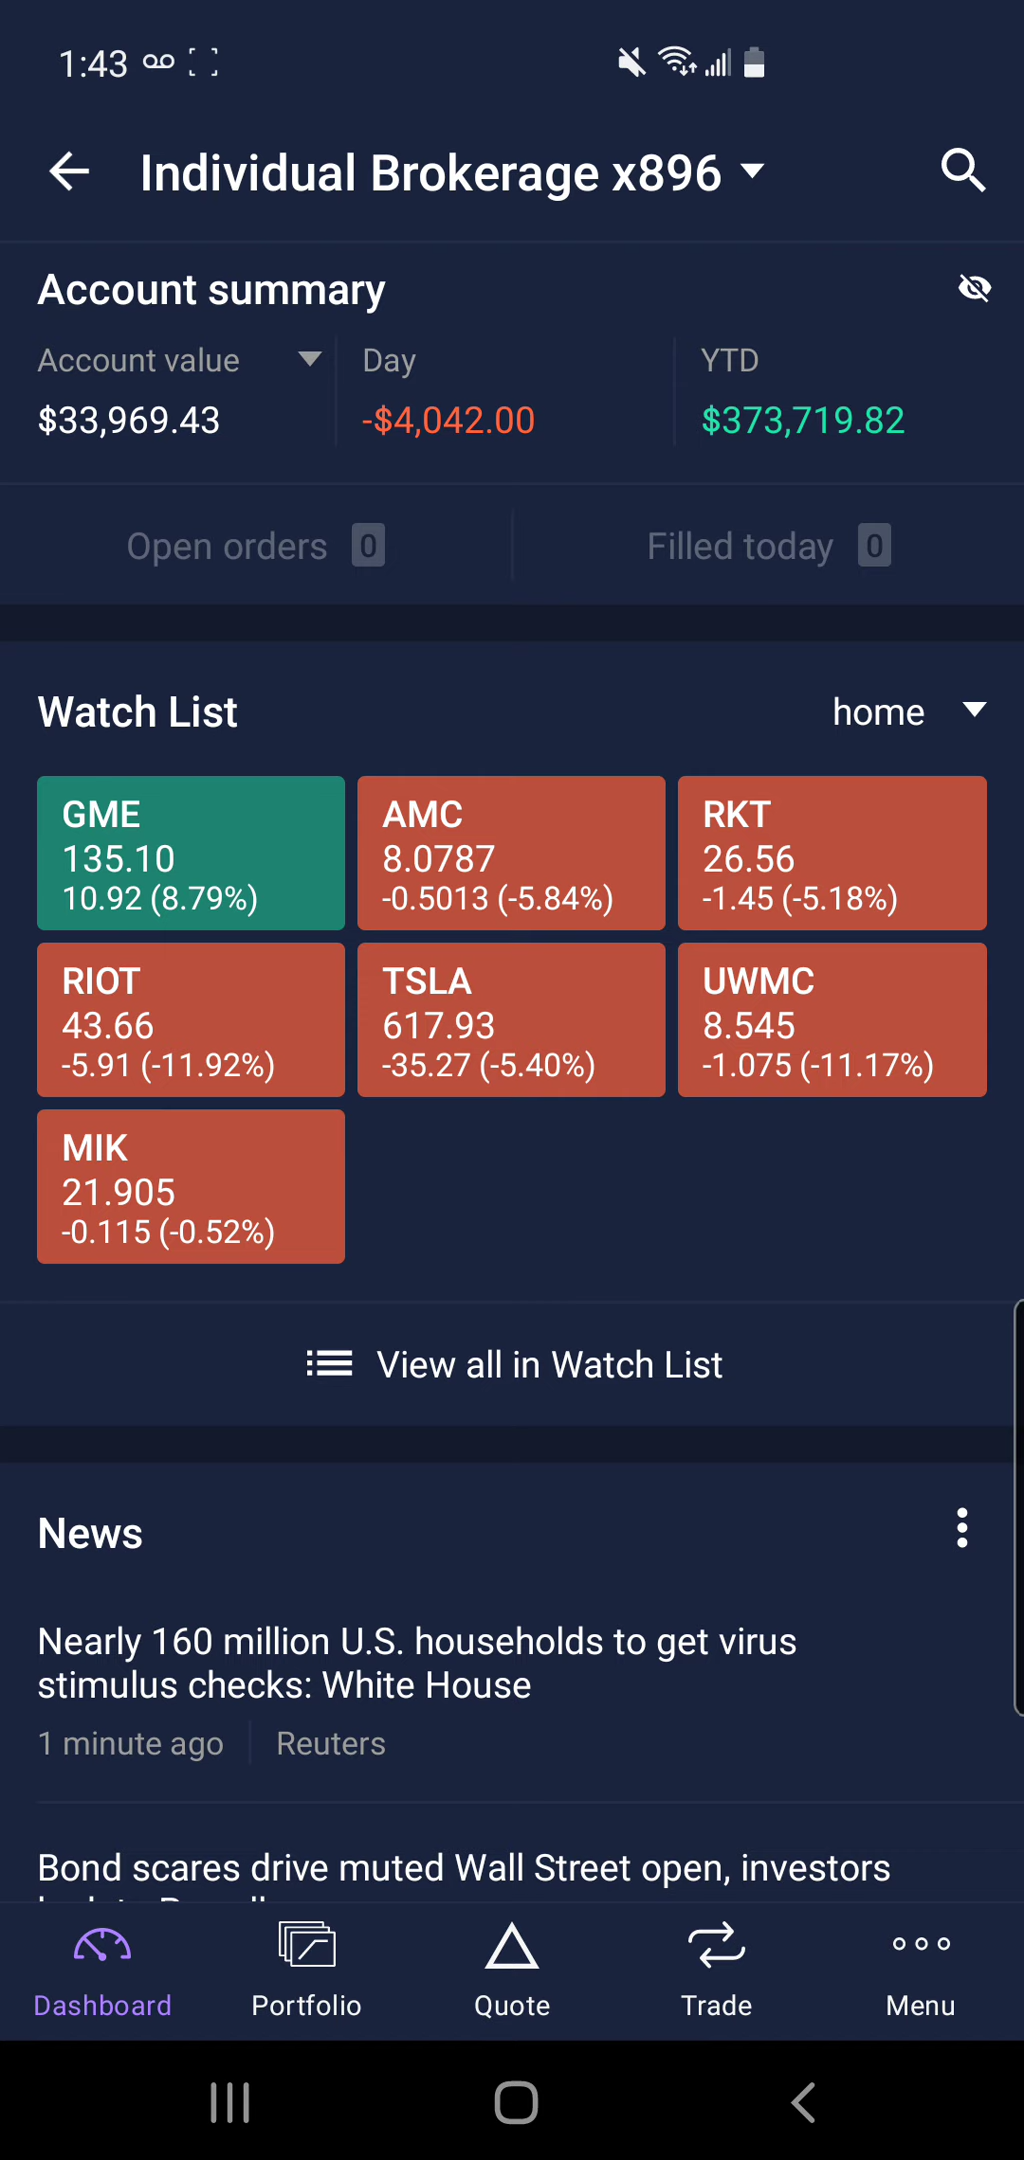 1:43
Individual Brokerage x896
Account summary
Account value Day YTD
$33,969.43 -$4,042.00 $373,719.82
Open orders 0 Filled today 0
Watch List home
GME
135.10
10.92 (8.79%)
AMC
8.0787
-0.5013 (-5.84%)
RKT
26.56
-1.45 (-5.18%)
RIOT
43.66
-5.91 (-11.92%)
TSLA
617.93
-35.27 (-5.40%)
UWMC
8.545
-1.075 (-11.17%)
MIK
21.905
-0.115 (-0.52%)
View all in Watch List
News
Nearly 160 million U.S. households to get virus
stimulus checks: White House
1 minute ago Reuters
Bond scares drive muted Wall Street open, investors
Dashboard Portfolio Quote Trade Menu